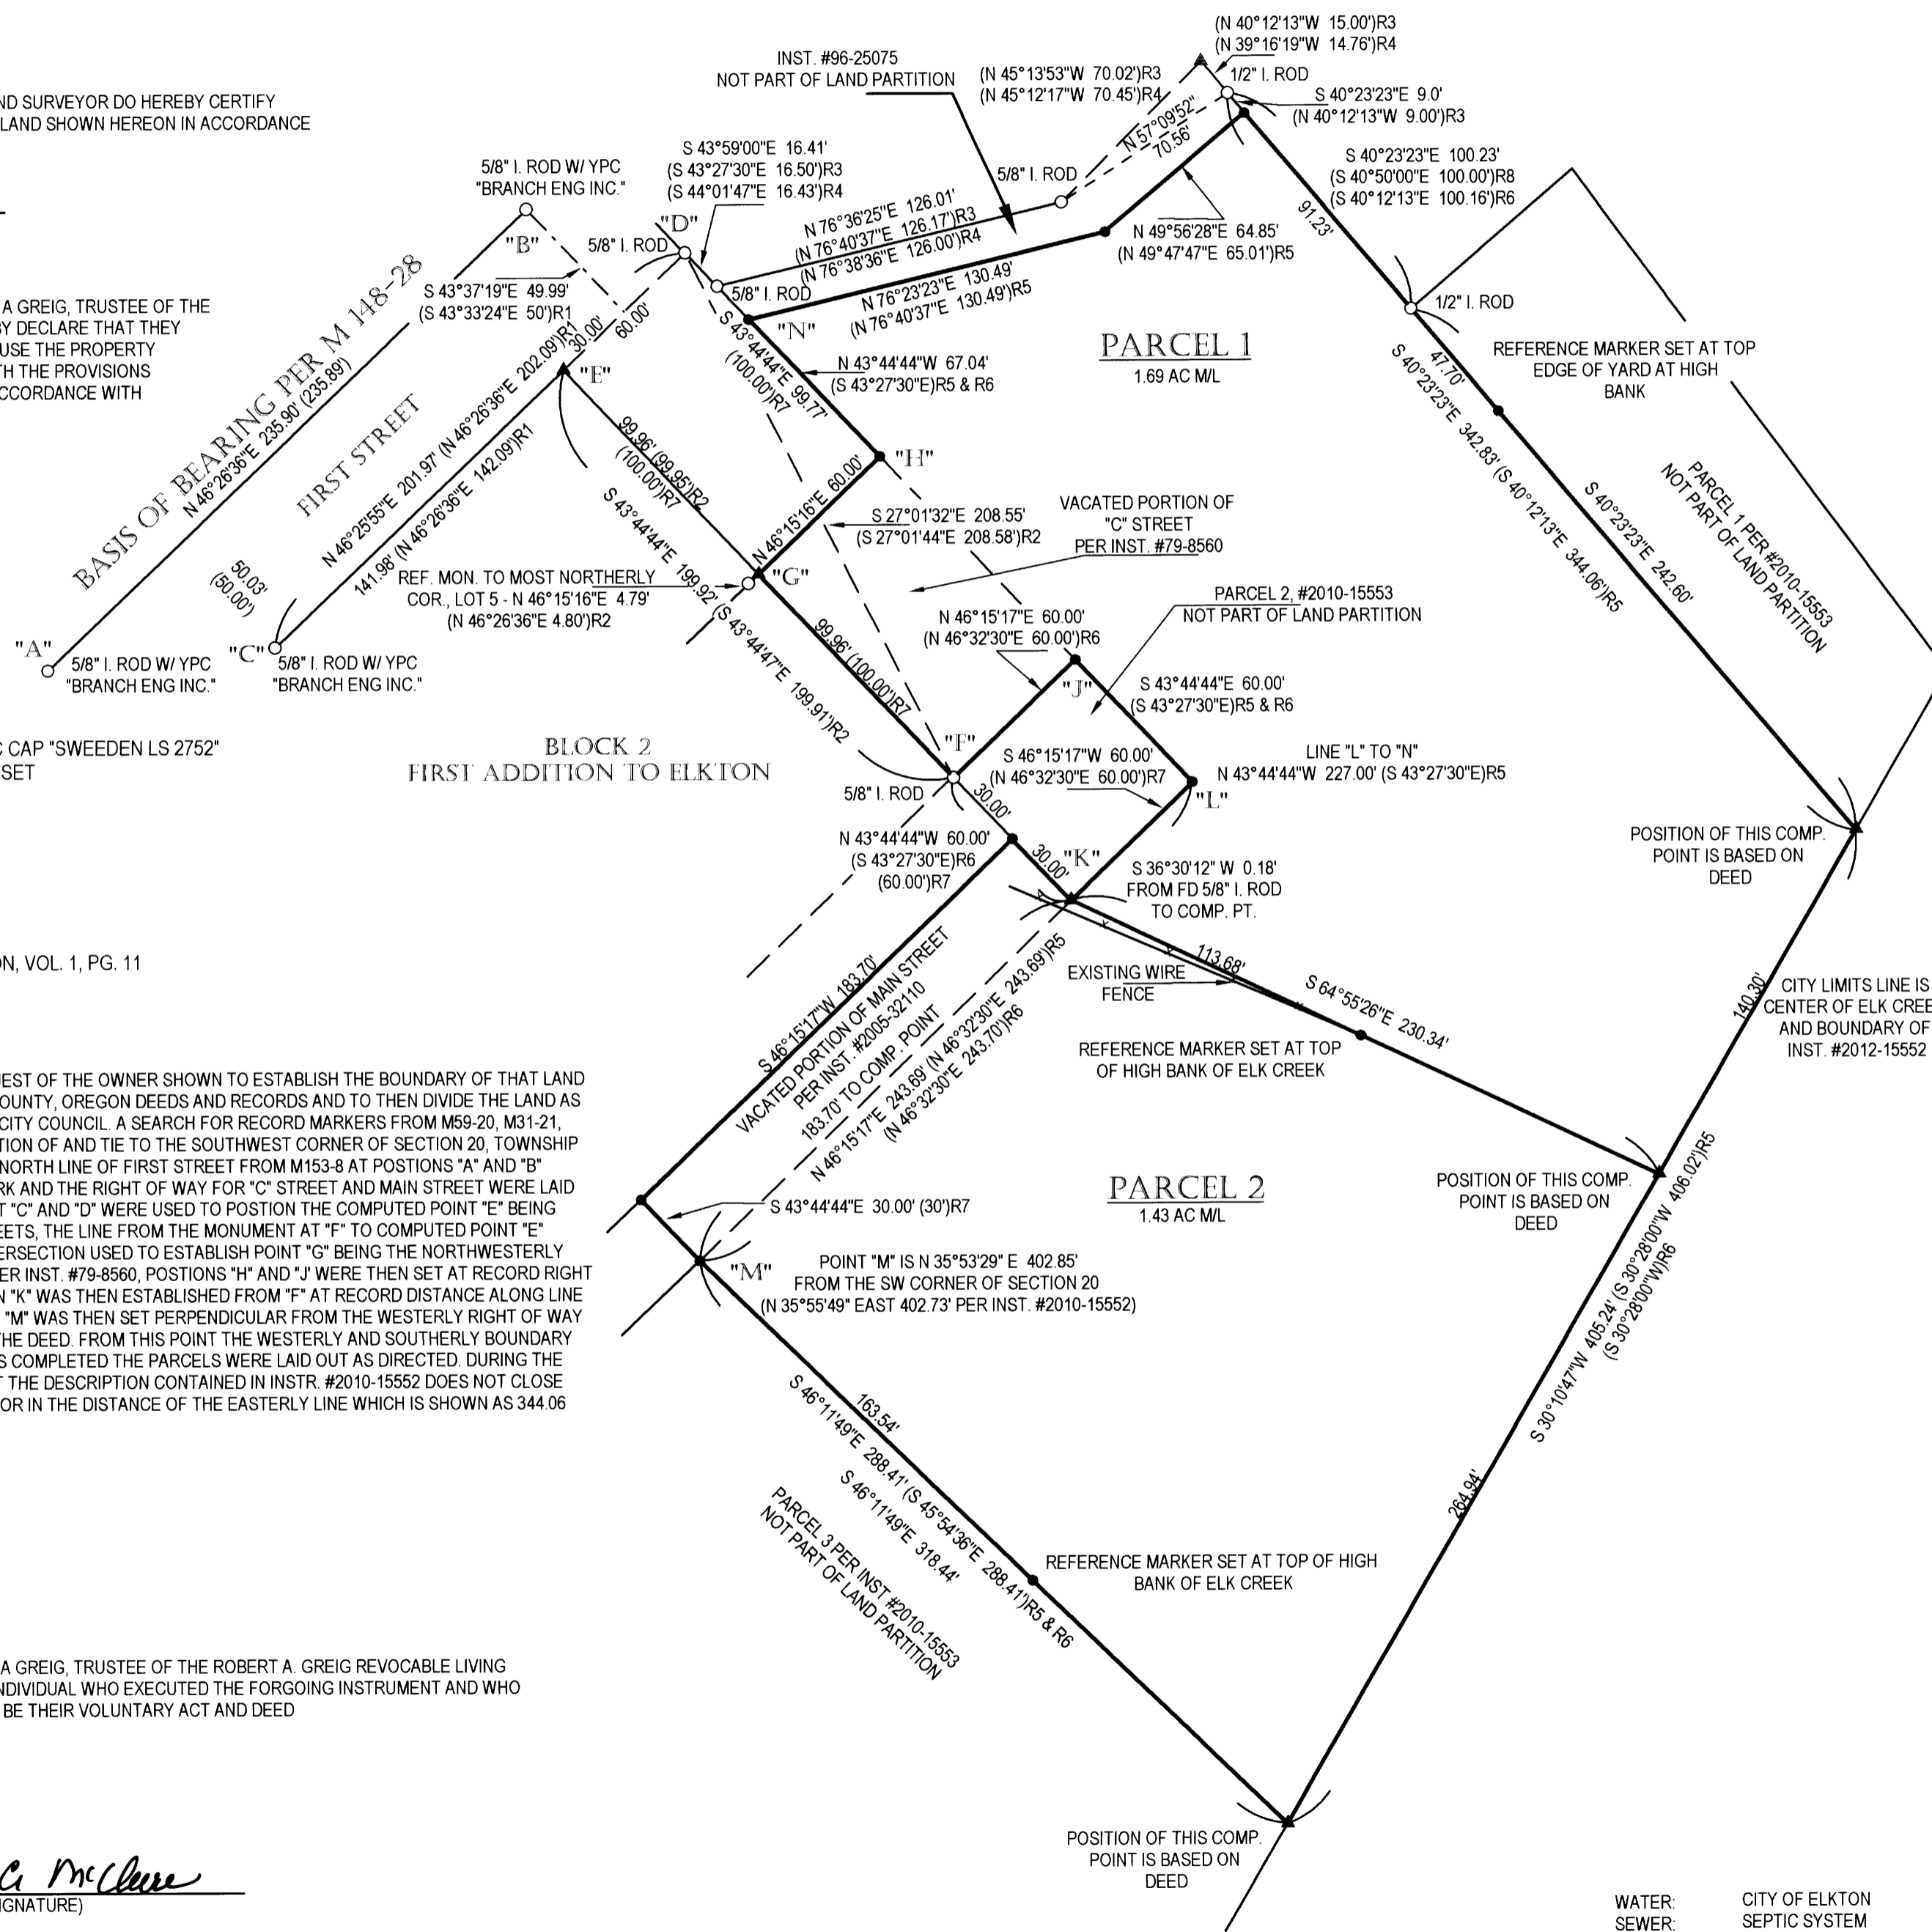 (N 40°12'13"W 15.00')R3
(N 39°16'19"W 14.76')R4
INST. #96-25075
NOT PART OF LAND PARTITION
(N 45°13'53"W 70.02')R3
(N 45°12'17"W 70.45')R4
1/2" I. ROD
S 40°23'23"E 9.0'
(N 40°12'13"W 9.00')R3
ND SURVEYOR DO HEREBY CERTIFY
LAND SHOWN HEREON IN ACCORDANCE
N 57°09'52"
70.56'
S 43°59'00"E 16.41'
(S 43°27'30"E 16.50')R3
(S 44°01'47"E 16.43')R4
5/8" I. ROD W/ YPC
"BRANCH ENG INC."
"B"
"D"
5/8" I. ROD
5/8" I. ROD
5/8" I. ROD
N 76°36'25"E 126.01'
(N 76°40'37"E 126.17')R3
(N 76°38'36"E 126.00')R4
S 40°23'23"E 100.23'
(S 40°50'00"E 100.00')R8
(S 40°12'13"E 100.16')R6
91.23'
N 49°56'28"E 64.85'
(N 49°47'47"E 65.01')R5
N 76°23'23"E 130.49'
(N 76°40'37"E 130.49')R5
S 43°37'19"E 49.99'
(S 43°33'24"E 50')R1
30.00'
60.00'
A GREIG, TRUSTEE OF THE
BY DECLARE THAT THEY
USE THE PROPERTY
TH THE PROVISIONS
CCORDANCE WITH
BASIS OF BEARING PER M 148-28
N 46°26'36"E 235.90' (235.89')
FIRST STREET
"N"
S 43°44'44"E 99.77'
(100.00')R7
N 43°44'44"W 67.04'
(S 43°27'30"E)R5 & R6
PARCEL 1
1.69 AC M/L
1/2" I. ROD
REFERENCE MARKER SET AT TOP
EDGE OF YARD AT HIGH
BANK
47.70'
S 40°23'23"E 342.83' (S 40°12'13"E 344.06')R5
S 40°23'23"E 242.60'
PARCEL 1 PER #2010-15553
NOT PART OF LAND PARTITION
"E"
N 46°25'55"E 201.97' (N 46°26'36"E 202.09')R1
141.98' (N 46°26'36"E 142.09')R1
99.96' (99.95')R2
(100.00')R7
"H"
N 46°15'16"E 60.00'
S 27°01'32"E 208.55'
(S 27°01'44"E 208.58')R2
VACATED PORTION OF
"C" STREET
PER INST. #79-8560
50.03'
(50.00')
REF. MON. TO MOST NORTHERLY
COR., LOT 5 - N 46°15'16"E 4.79'
(N 46°26'36"E 4.80')R2
"G"
S 43°44'44"E 199.92' (S 43°44'47"E 199.91')R2
99.96' (100.00')R7
N 46°15'17"E 60.00'
(N 46°32'30"E 60.00')R6
PARCEL 2, #2010-15553
NOT PART OF LAND PARTITION
"A"
5/8" I. ROD W/ YPC
"BRANCH ENG INC."
"C"
5/8" I. ROD W/ YPC
"BRANCH ENG INC."
"J"
S 43°44'44"E 60.00'
(S 43°27'30"E)R5 & R6
C CAP "SWEEDEN LS 2752"
SET
BLOCK 2
FIRST ADDITION TO ELKTON
"F"
5/8" I. ROD
S 46°15'17"W 60.00'
(N 46°32'30"E 60.00')R7
"L"
LINE "L" TO "N"
N 43°44'44"W 227.00' (S 43°27'30"E)R5
30.00'
30.00'
N 43°44'44"W 60.00'
(S 43°27'30"E)R6
(60.00')R7
"K"
S 36°30'12" W 0.18'
FROM FD 5/8" I. ROD
TO COMP. PT.
POSITION OF THIS COMP.
POINT IS BASED ON
DEED
ON, VOL. 1, PG. 11
S 46°15'17"W 183.70'
VACATED PORTION OF MAIN STREET
PER INST. #2005-32110
183.70' TO COMP. POINT
N 46°15'17"E 243.69' (N 46°32'30"E 243.69')R5
(N 46°32'30"E 243.70')R6
EXISTING WIRE
FENCE
113.68'
S 64°55'26"E 230.34'
REFERENCE MARKER SET AT TOP
OF HIGH BANK OF ELK CREEK
140.30'
CITY LIMITS LINE IS
CENTER OF ELK CREE
AND BOUNDARY OF
INST. #2012-15552
EST OF THE OWNER SHOWN TO ESTABLISH THE BOUNDARY OF THAT LAND
OUNTY, OREGON DEEDS AND RECORDS AND TO THEN DIVIDE THE LAND AS
CITY COUNCIL. A SEARCH FOR RECORD MARKERS FROM M59-20, M31-21,
TION OF AND TIE TO THE SOUTHWEST CORNER OF SECTION 20, TOWNSHIP
NORTH LINE OF FIRST STREET FROM M153-8 AT POSTIONS "A" AND "B"
RK AND THE RIGHT OF WAY FOR "C" STREET AND MAIN STREET WERE LAID
T "C" AND "D" WERE USED TO POSTION THE COMPUTED POINT "E" BEING
EETS, THE LINE FROM THE MONUMENT AT "F" TO COMPUTED POINT "E"
ERSECTION USED TO ESTABLISH POINT "G" BEING THE NORTHWESTERLY
ER INST. #79-8560, POSTIONS "H" AND "J' WERE THEN SET AT RECORD RIGHT
N "K" WAS THEN ESTABLISHED FROM "F" AT RECORD DISTANCE ALONG LINE
"M" WAS THEN SET PERPENDICULAR FROM THE WESTERLY RIGHT OF WAY
THE DEED. FROM THIS POINT THE WESTERLY AND SOUTHERLY BOUNDARY
S COMPLETED THE PARCELS WERE LAID OUT AS DIRECTED. DURING THE
T THE DESCRIPTION CONTAINED IN INSTR. #2010-15552 DOES NOT CLOSE
OR IN THE DISTANCE OF THE EASTERLY LINE WHICH IS SHOWN AS 344.06
S 43°44'44"E 30.00' (30')R7
"M"
POINT "M" IS N 35°53'29" E 402.85'
FROM THE SW CORNER OF SECTION 20
(N 35°55'49" EAST 402.73' PER INST. #2010-15552)
PARCEL 2
1.43 AC M/L
POSITION OF THIS COMP.
POINT IS BASED ON
DEED
S 30°10'47"W 405.24' (S 30°28'00"W 406.02')R5
(S 30°28'00"W)R6
264.94'
163.54'
S 46°11'49"E 288.41' (S 45°54'36"E 288.41')R5 & R6
S 46°11'49"E 318.44'
PARCEL 3 PER INST #2010-15553
NOT PART OF LAND PARTITION
REFERENCE MARKER SET AT TOP OF HIGH
BANK OF ELK CREEK
A GREIG, TRUSTEE OF THE ROBERT A. GREIG REVOCABLE LIVING
NDIVIDUAL WHO EXECUTED THE FORGOING INSTRUMENT AND WHO
BE THEIR VOLUNTARY ACT AND DEED
POSITION OF THIS COMP.
POINT IS BASED ON
DEED
McClure
IGNATURE)
WATER: CITY OF ELKTON
SEWER: SEPTIC SYSTEM